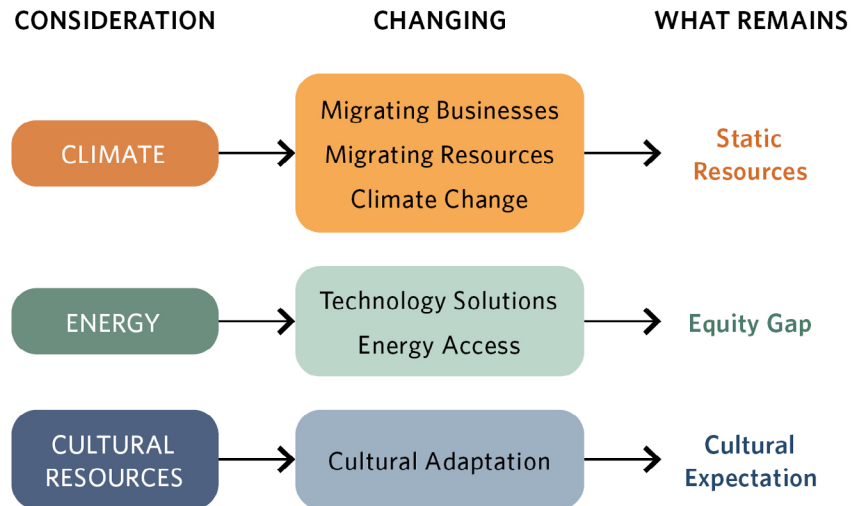 CONSIDERATION CHANGING WHAT REMAINS
CLIMATE
Migrating Businesses
Migrating Resources
Climate Change
Static
Resources
ENERGY
Technology Solutions
Energy Access
Equity Gap
CULTURAL
RESOURCES
Cultural Adaptation
Cultural
Expectation